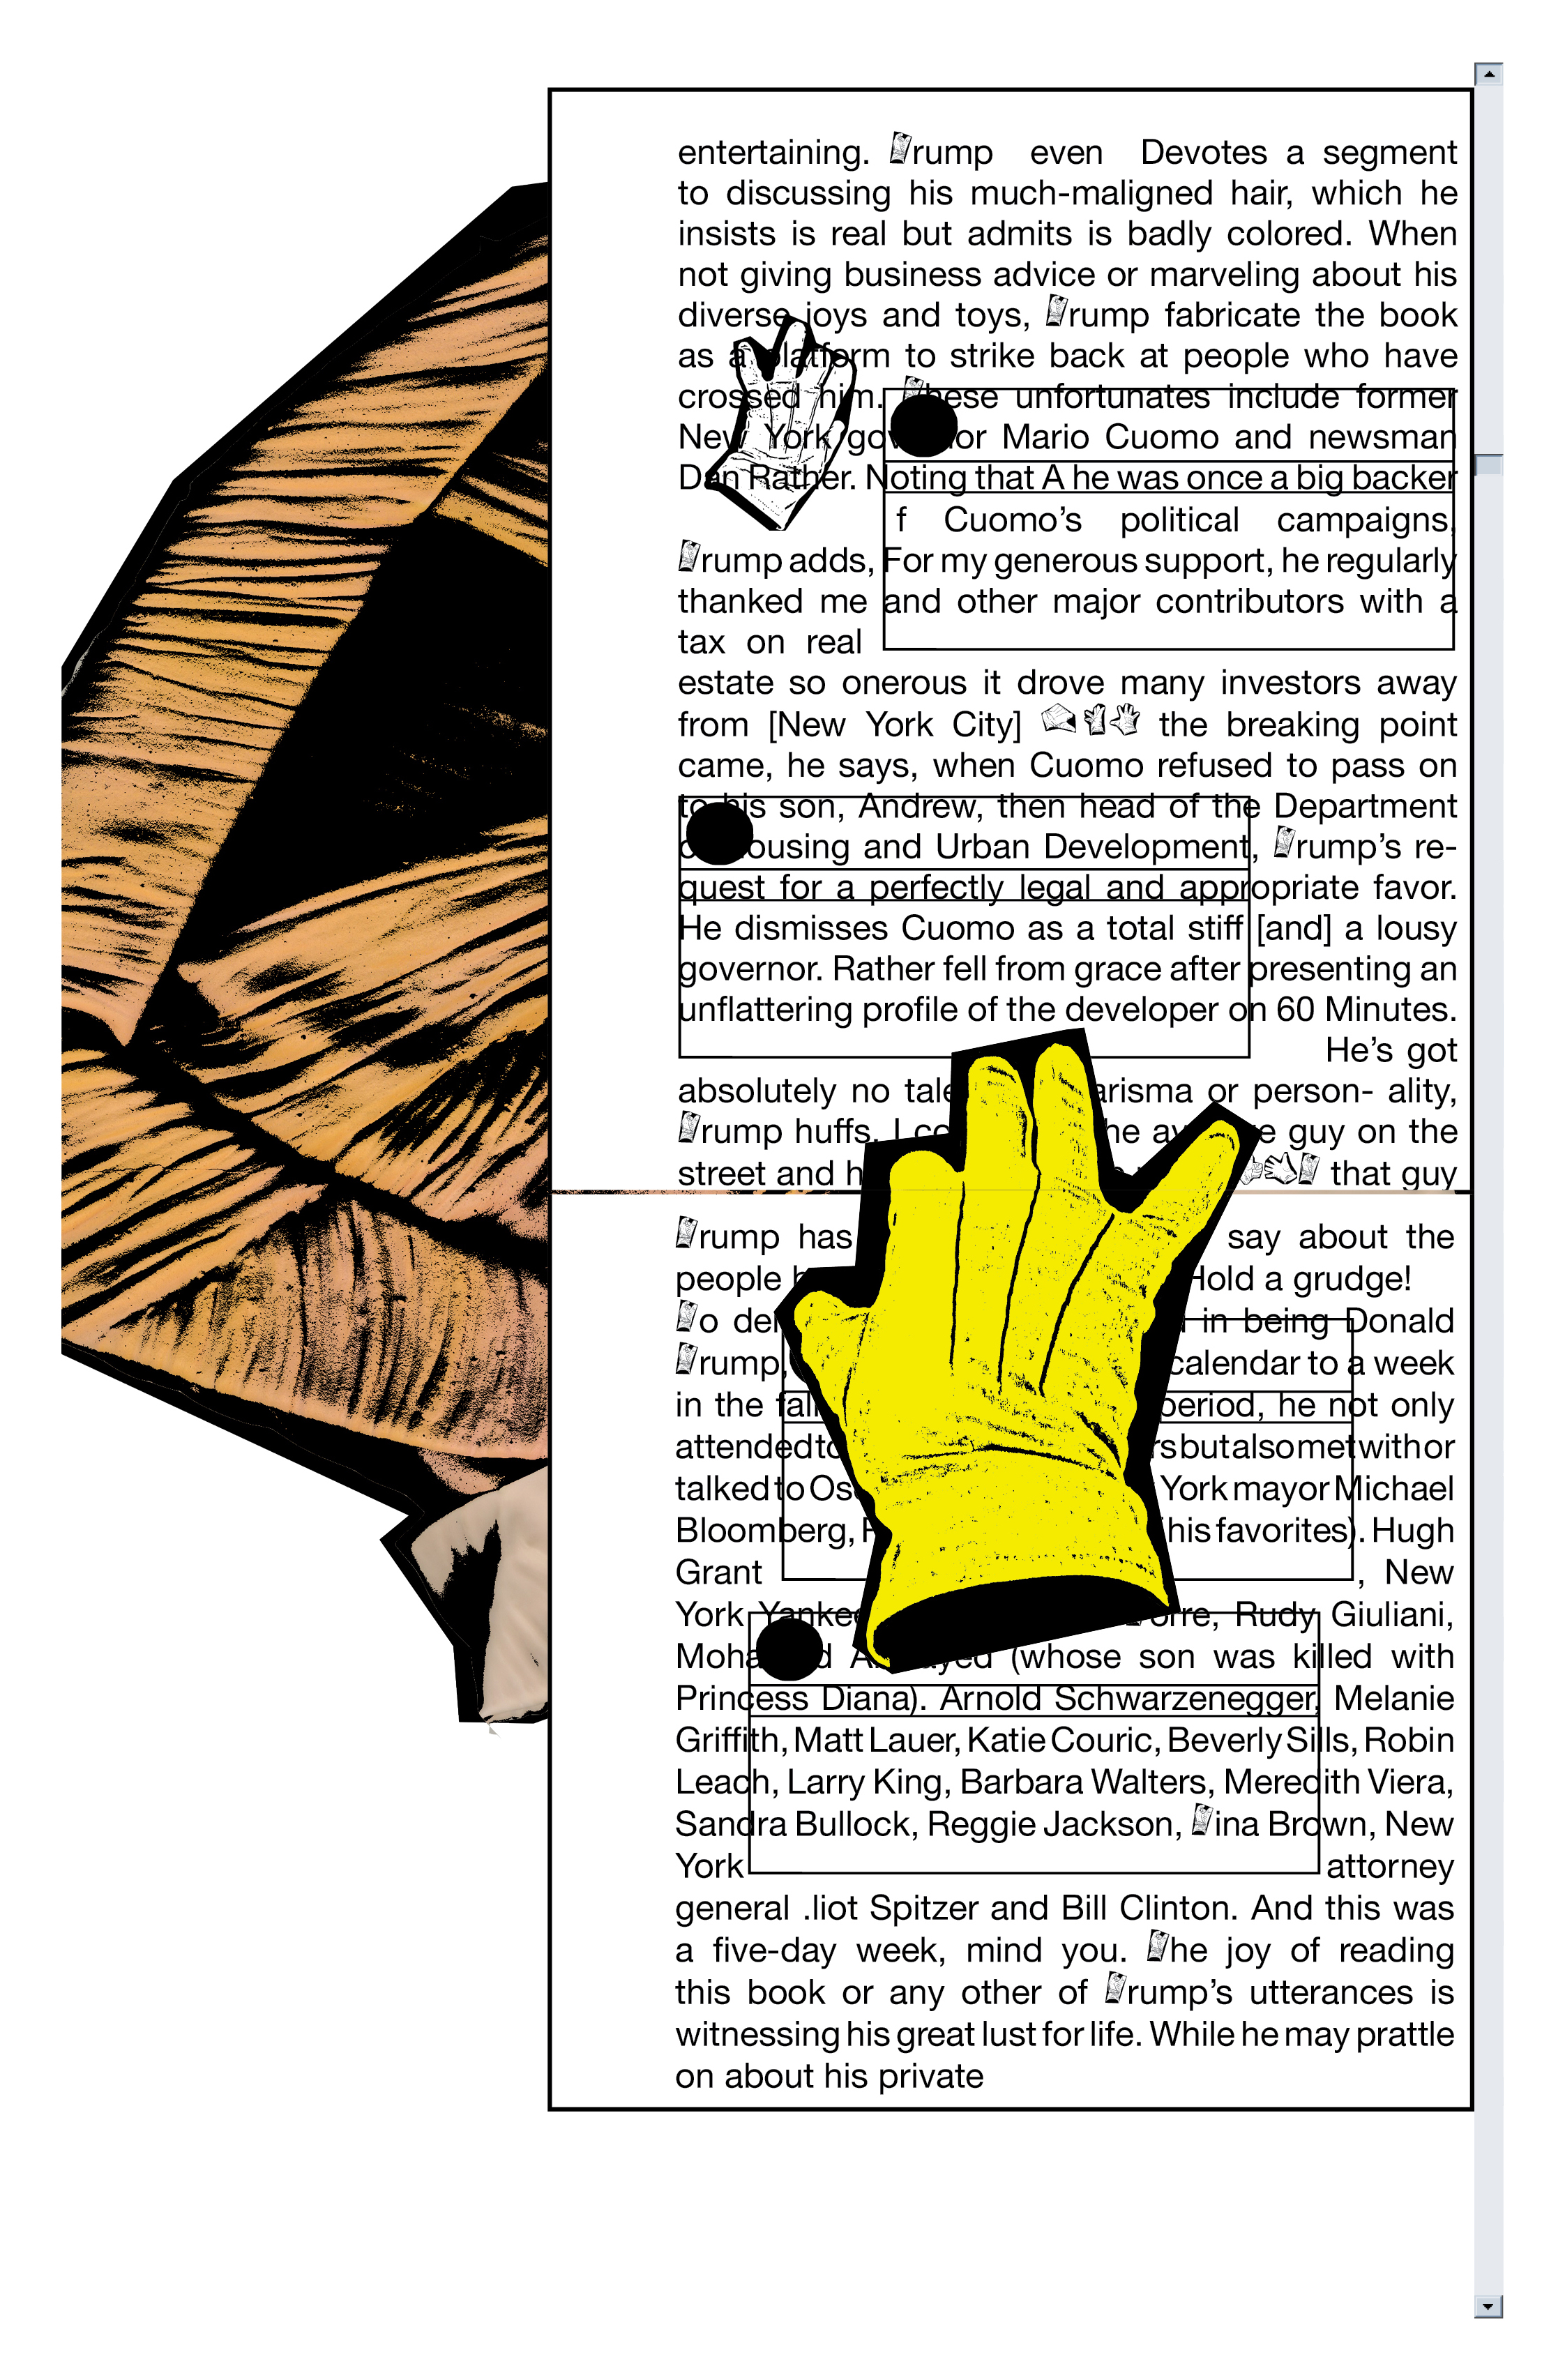 entertaining. rump even Devotes a segment
to discussing his much-maligned hair, which he
insists is real but admits is badly colored. When
not giving business advice or marveling about his
diverse joys and toys, rump fabricate the book
as a platform to strike back at people who have
crossed him. hese unfortunates include former
New York governor Mario Cuomo and newsman
Dan Rather. Noting that A he was once a big backer
f Cuomo’s political campaigns,
rump adds, For my generous support, he regularly
thanked me and other major contributors with a
tax on real
estate so onerous it drove many investors away
from [New York City] the breaking point
came, he says, when Cuomo refused to pass on
to his son, Andrew, then head of the Department
of Housing and Urban Development, rump’s re-
quest for a perfectly legal and appropriate favor.
He dismisses Cuomo as a total stiff [and] a lousy
governor. Rather fell from grace after presenting an
unflattering profile of the developer on 60 Minutes.
He’s got
absolutely no person- ality,
or
rump huffs, I guy on the
street and that guy
rump has say about the
people Hold a grudge!
o in being Donald
rump, calendar to a week
in the period, he not only
attended but also met with or
talked to York mayor Michael
Bloomberg, his favorites). Hugh
Grant , New
York Rudy Giuliani,
(whose son was killed with
Princess Diana). Arnold Schwarzenegger, Melanie
Griffith, Matt Lauer, Katie Couric, Beverly Sills, Robin
Leach, Larry King, Barbara Walters, Meredith Viera,
Sandra Bullock, Reggie Jackson, ina Brown, New
York attorney
general .liot Spitzer and Bill Clinton. And this was
a five-day week, mind you. he joy of reading
this book or any other of rump’s utterances is
witnessing his great lust for life. While he may prattle
on about his private